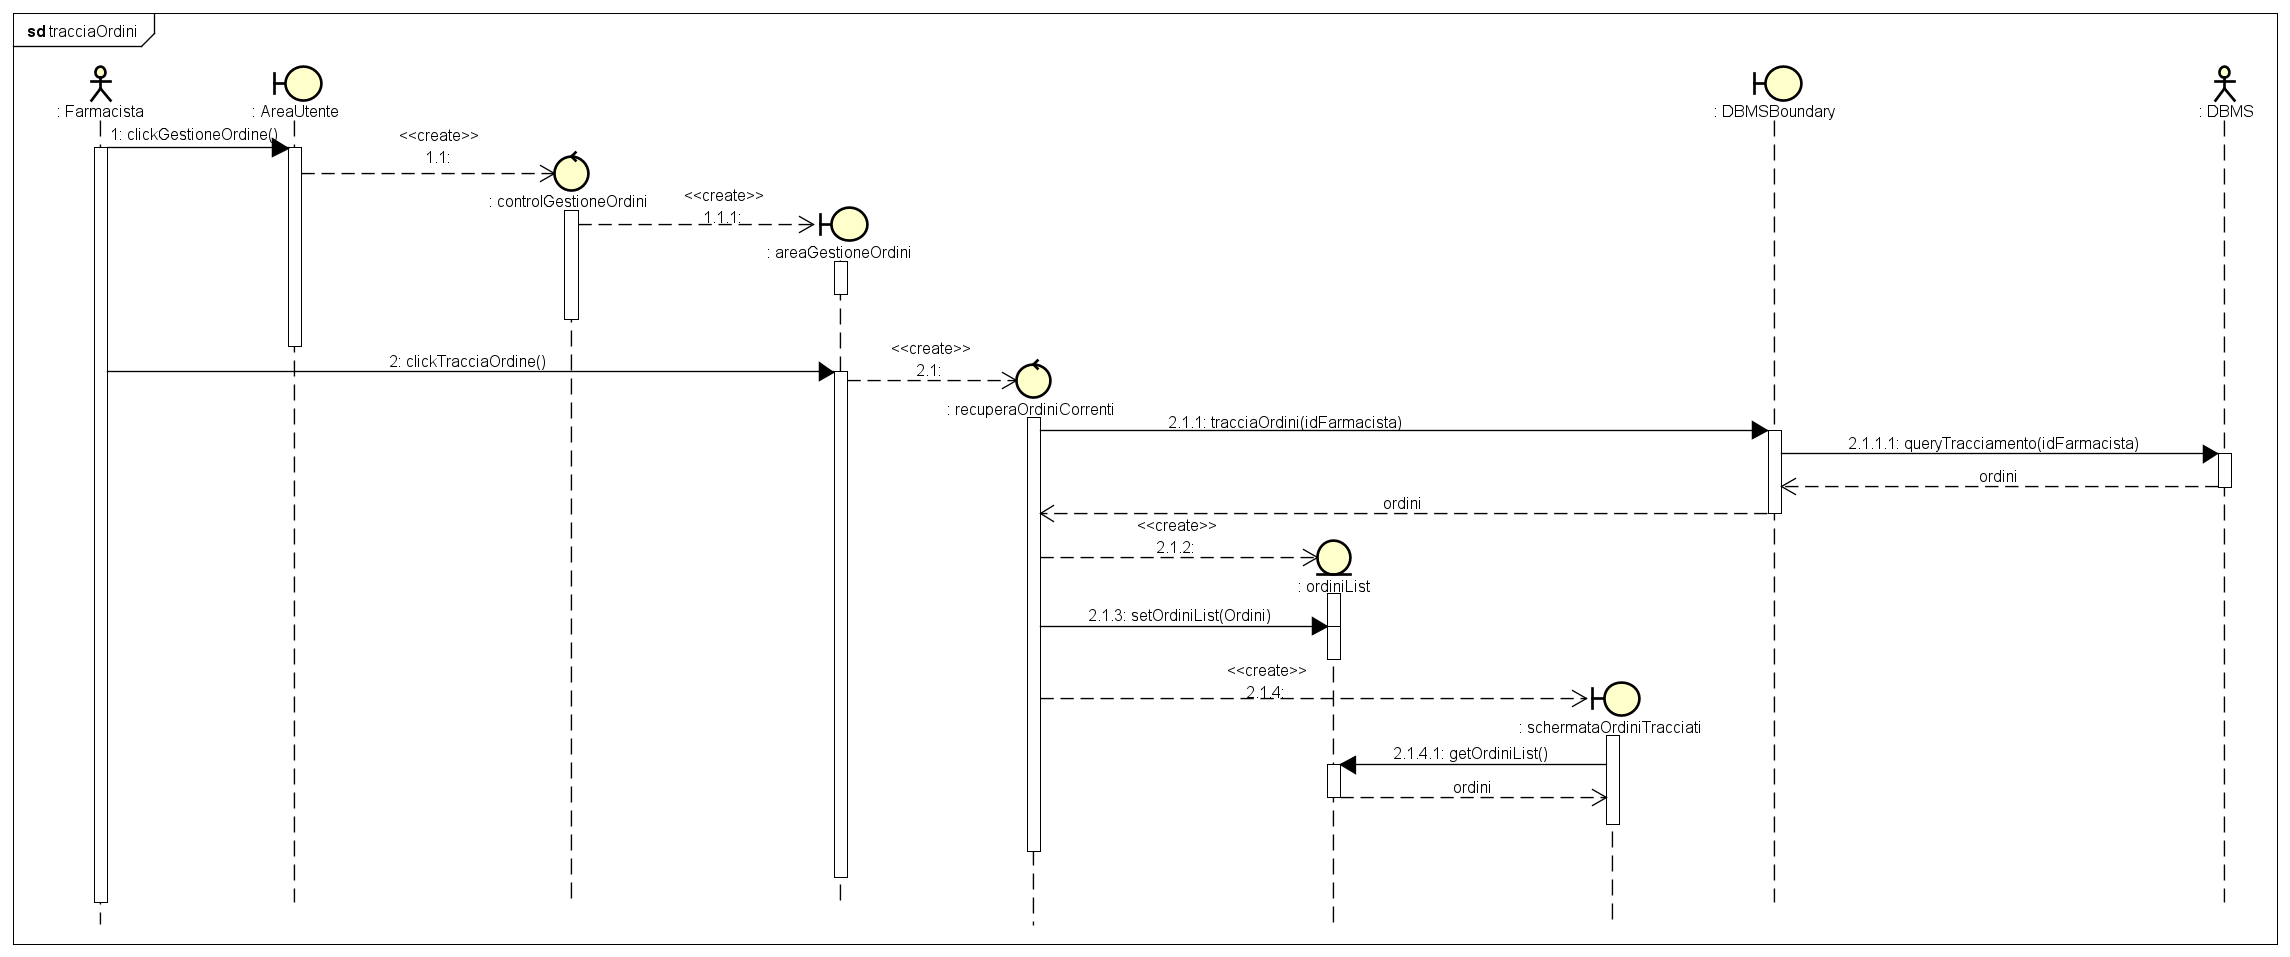 sd tracciaOrdini
: Farmacista
: AreaUtente
: DBMSBoundary
: DBMS
1: clickGestioneOrdine()
<<create>>
1.1:
: controlGestioneOrdini
<<create>>
1.1.1:
: areaGestioneOrdini
2: clickTracciaOrdine()
<<create>>
2.1:
: recuperaOrdiniCorrenti
2.1.1: tracciaOrdini(idFarmacista)
2.1.1.1: queryTracciamento(idFarmacista)
ordini
ordini
<<create>>
2.1.2:
: ordiniList
2.1.3: setOrdiniList(Ordini)
<<create>>
2.1.4:
: schermataOrdiniTracciati
2.1.4.1: getOrdiniList()
ordini